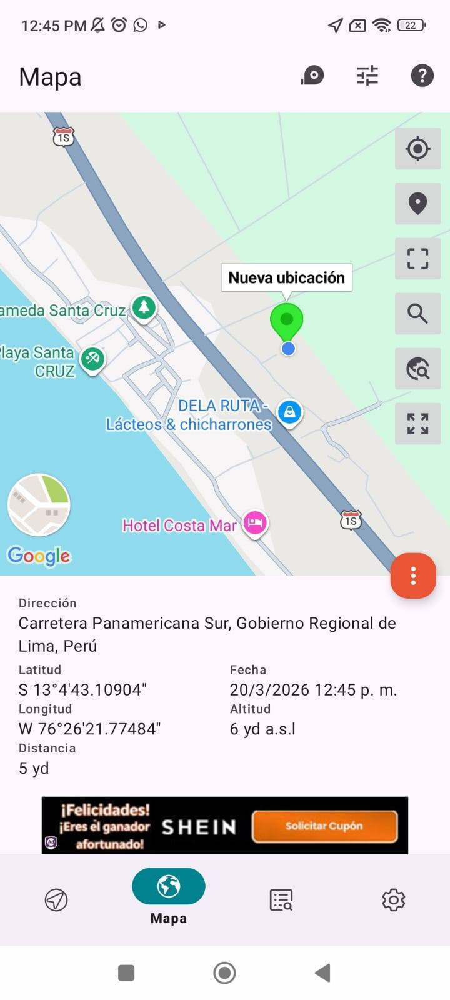 12:45 PM
22
Mapa
1S
Nueva ubicación
ameda Santa Cruz
laya Santa
CRUZ
DELA RUTA -
Lácteos & chicharrones
Hotel Costa Mar
1S
Google
Dirección
Carretera Panamericana Sur, Gobierno Regional de
Lima, Perú
Latitud
S 13°4'43.10904"
Fecha
20/3/2026 12:45 p. m.
Longitud
W 76°26'21.77484"
Altitud
6 yd a.s.l
Distancia
5 yd
¡Felicidades!
¡Eres el ganador
afortunado!
SHEIN
Solicitar Cupón
Ad
Mapa